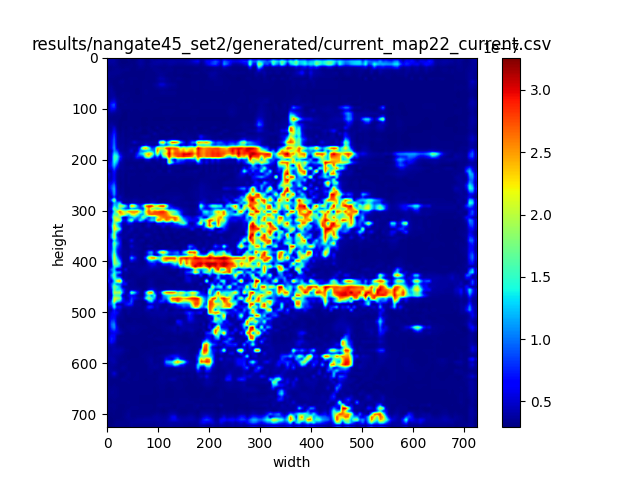 results/nangate45_set2/generated/current_map22_current.csv
1e−7
0
100
200
300
400
500
600
700
height
0 100 200 300 400 500 600 700
width
3.0
2.5
2.0
1.5
1.0
0.5